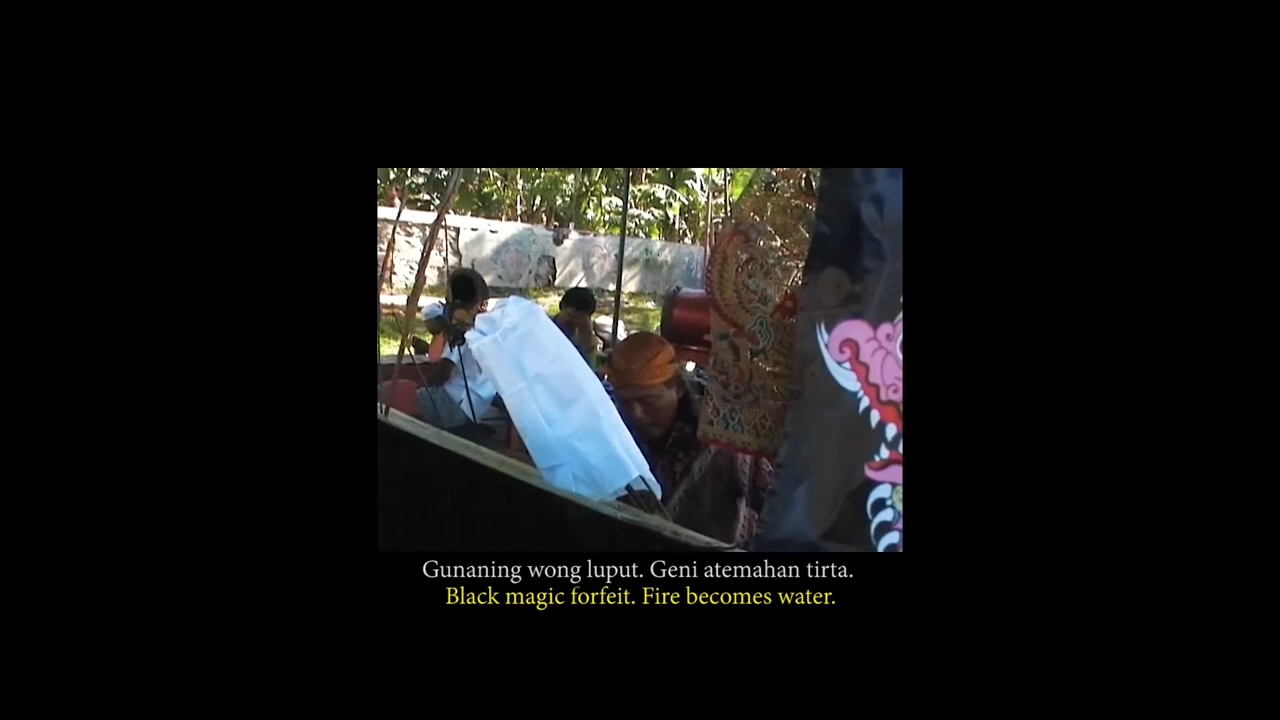 Gunaning wong luput. Geni atemahan tirta.
Black magic forfeit. Fire becomes water.